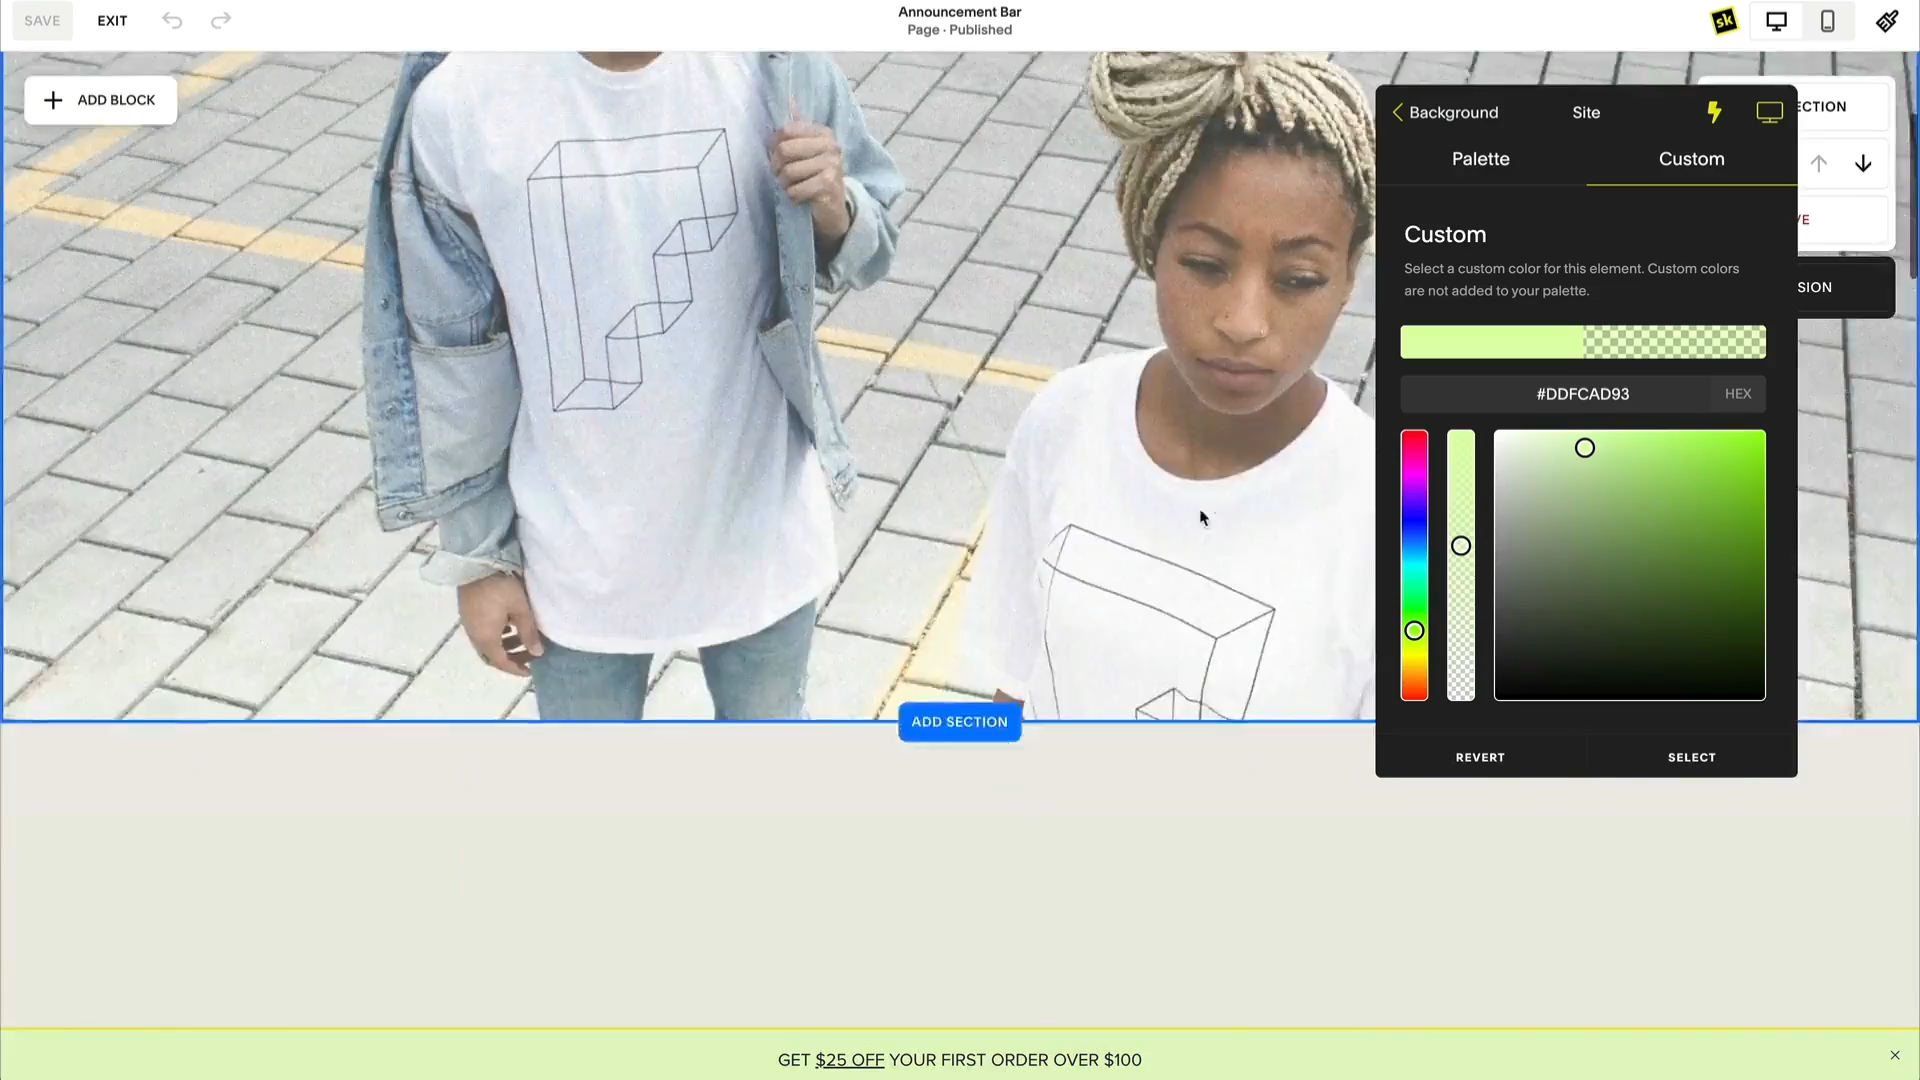 SAVE
EXIT
Announcement Bar
Page · Published
sk
ADD BLOCK
Background
Site
Palette
Custom
Custom
Select a custom color for this element. Custom colors
are not added to your palette.
#DDFCAD93
HEX
REVERT
SELECT
ECTION
VE
SION
ADD SECTION
GET $25 OFF YOUR FIRST ORDER OVER $100